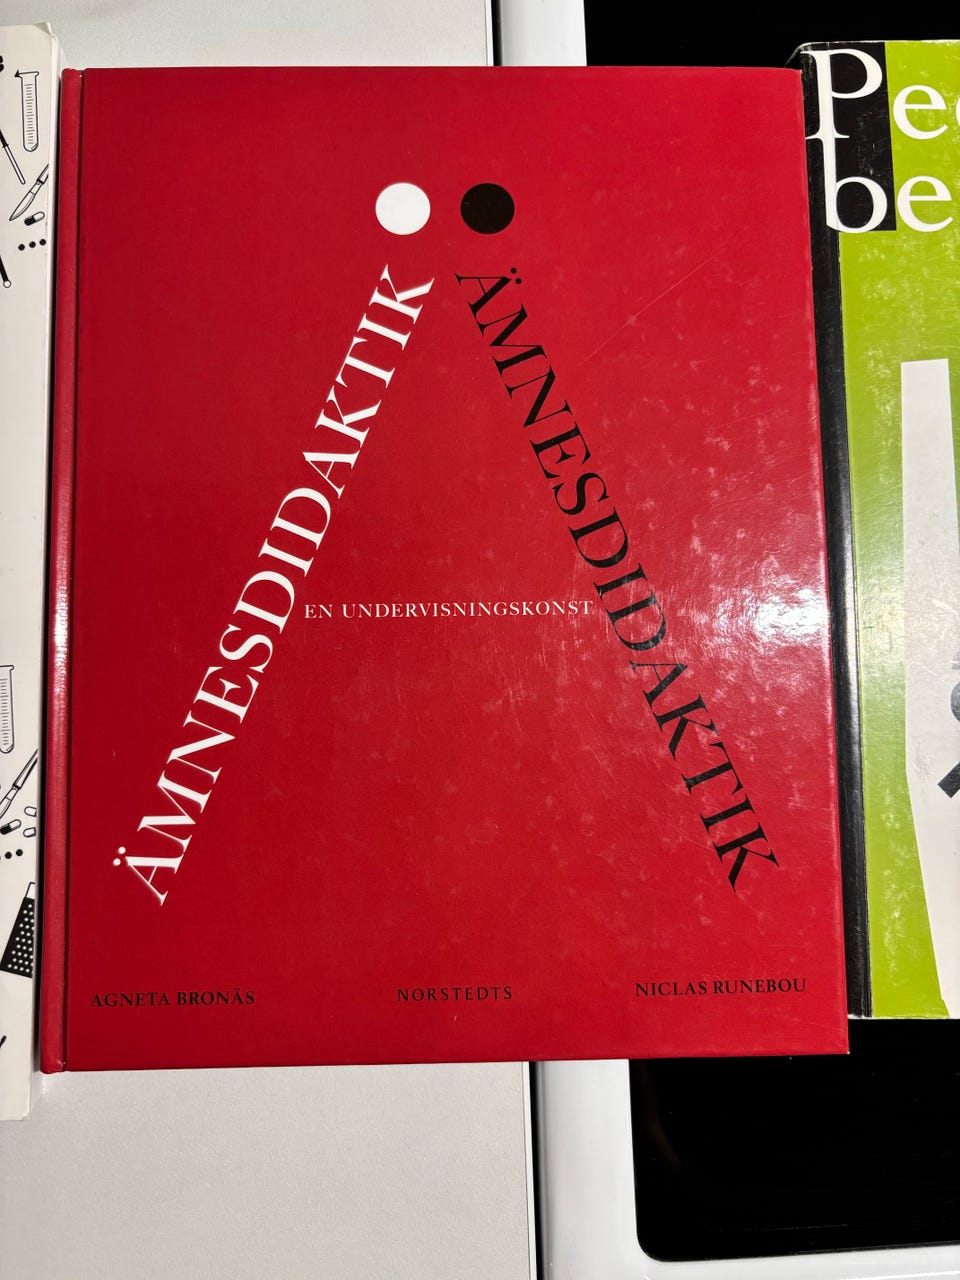 ÄMNESDIDAKTIK
ÄMNESDIDAKTIK
EN UNDERVISNINGSKONST
AGNETA BRONÄS
NORSTEDTS
NICLAS RUNEBOU